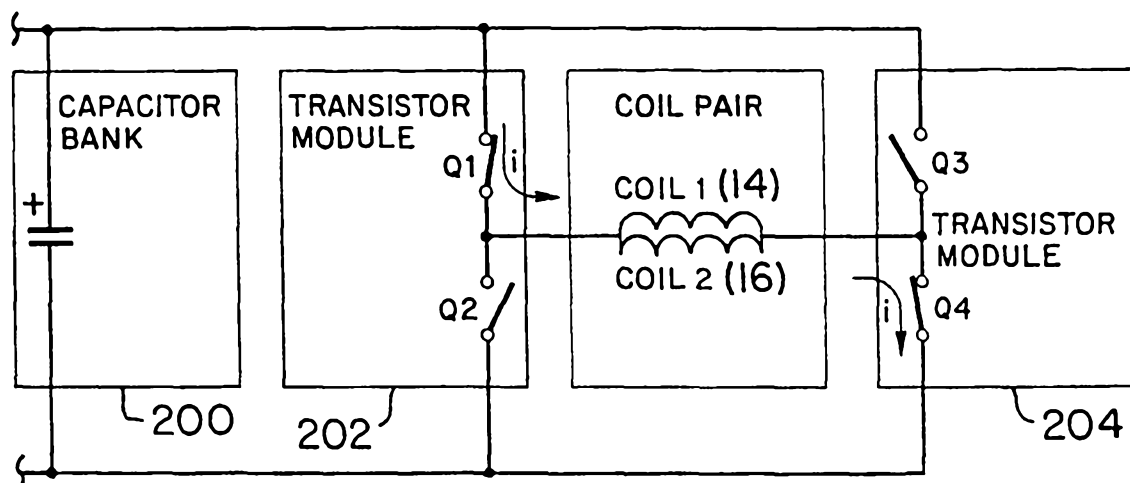 CAPACITOR
BANK
+
200
TRANSISTOR
MODULE
Q1
i
Q2
202
COIL PAIR
COIL 1 (14)
COIL 2 (16)
Q3
TRANSISTOR
MODULE
i
Q4
204